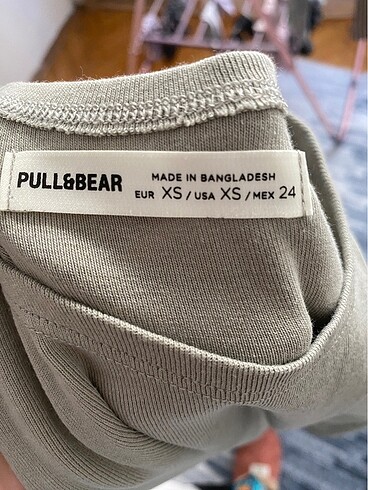 PULL&BEAR
MADE IN BANGLADESH
EUR XS / USA XS / MEX 24